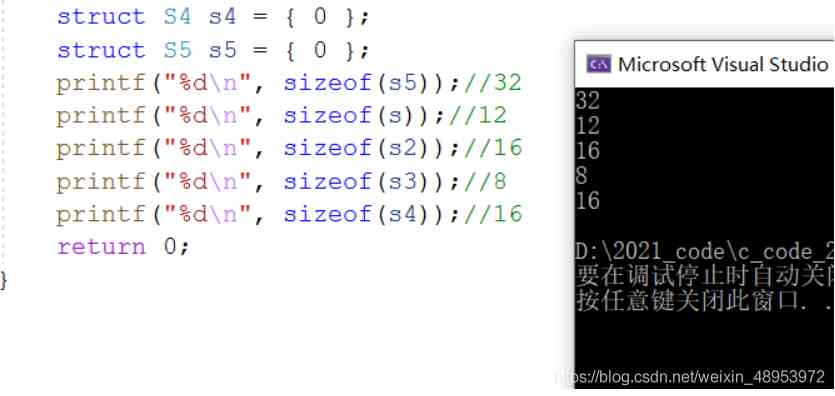 struct S4 s4 = { 0 };
struct S5 s5 = { 0 };
printf("%d\n", sizeof(s5));//32
printf("%d\n", sizeof(s));//12
printf("%d\n", sizeof(s2));//16
printf("%d\n", sizeof(s3));//8
printf("%d\n", sizeof(s4));//16
return 0;
}
Microsoft Visual Studio
32
12
16
8
16
D:\2021_code\c_code_2
要在调试停止时自动关闭
按任意键关闭此窗口. .
https://blog.csdn.net/weixin_48953972